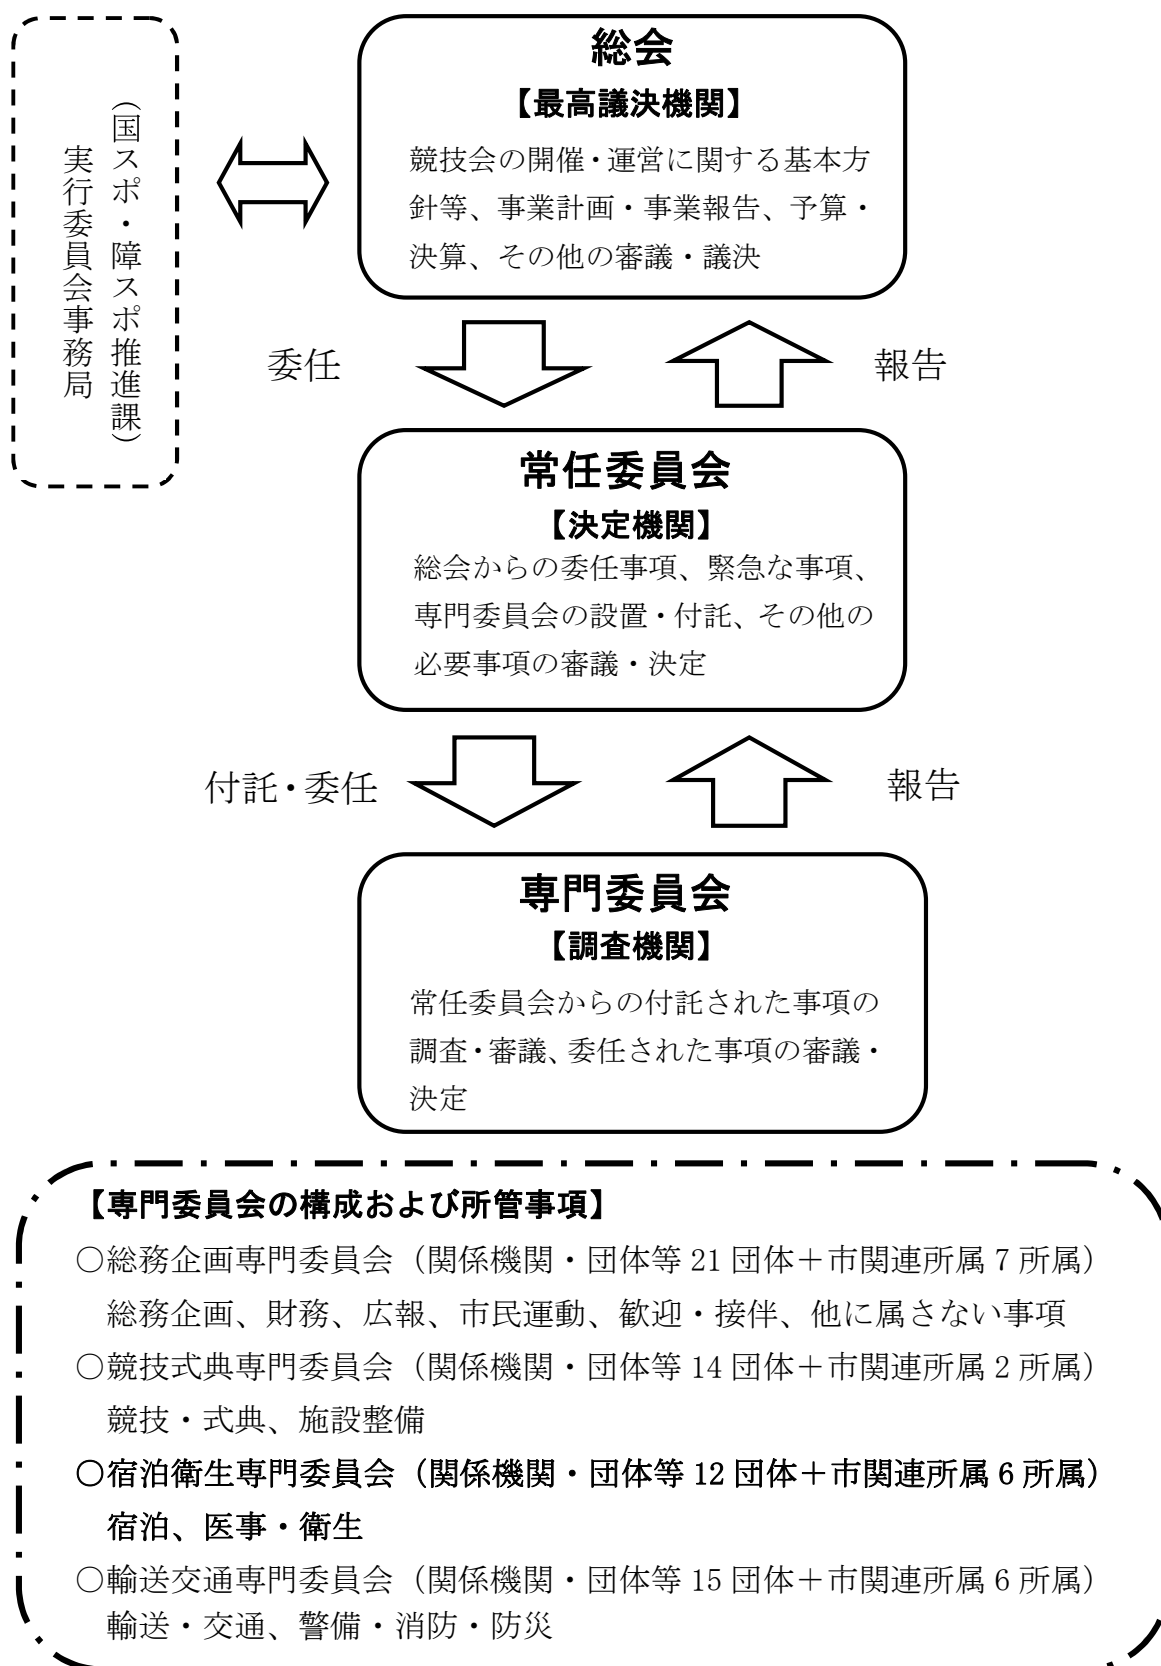 総会
【最高議決機関】
競技会の開催・運営に関する基本方
針等、事業計画・事業報告、予算・
決算、その他の審議・議決
（国スポ・障スポ推進課）
実行委員会事務局
委任
報告
常任委員会
【決定機関】
総会からの委任事項、緊急な事項、
専門委員会の設置・付託、その他の
必要事項の審議・決定
付託・委任
報告
専門委員会
【調査機関】
常任委員会からの付託された事項の
調査・審議、委任された事項の審議・
決定
【専門委員会の構成および所管事項】
○総務企画専門委員会（関係機関・団体等 21 団体＋市関連所属 7 所属）
総務企画、財務、広報、市民運動、歓迎・接伴、他に属さない事項
○競技式典専門委員会（関係機関・団体等 14 団体＋市関連所属 2 所属）
競技・式典、施設整備
○宿泊衛生専門委員会（関係機関・団体等 12 団体＋市関連所属 6 所属）
宿泊、医事・衛生
○輸送交通専門委員会（関係機関・団体等 15 団体＋市関連所属 6 所属）
輸送・交通、警備・消防・防災